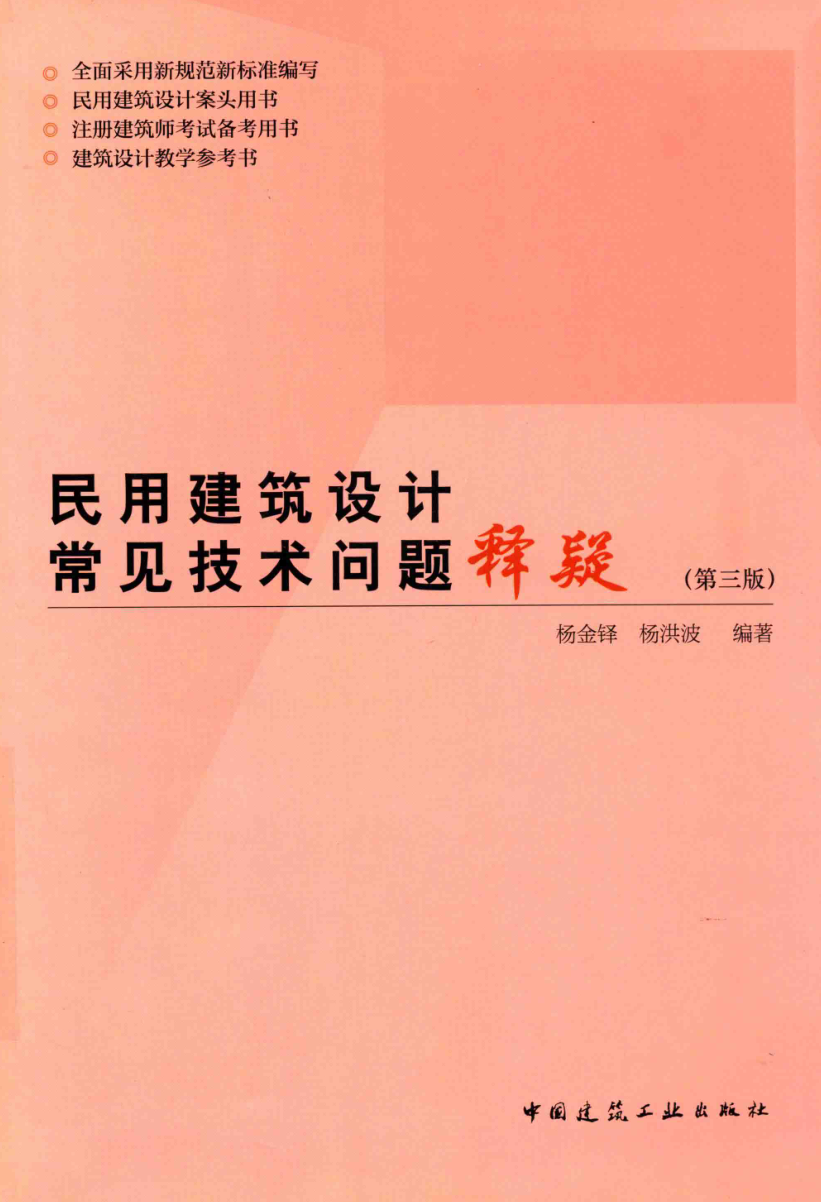 ◎ 全面采用新规范新标准编写
◎ 民用建筑设计案头用书
◎ 注册建筑师考试备考用书
◎ 建筑设计教学参考书
民用建筑设计
常见技术问题释疑 (第三版)
杨金铎 杨洪波 编著
中国建筑工业出版社